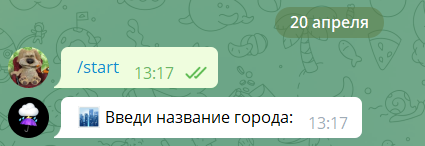 20 апреля
/start 13:17
🏙️ Введи название города: 13:17